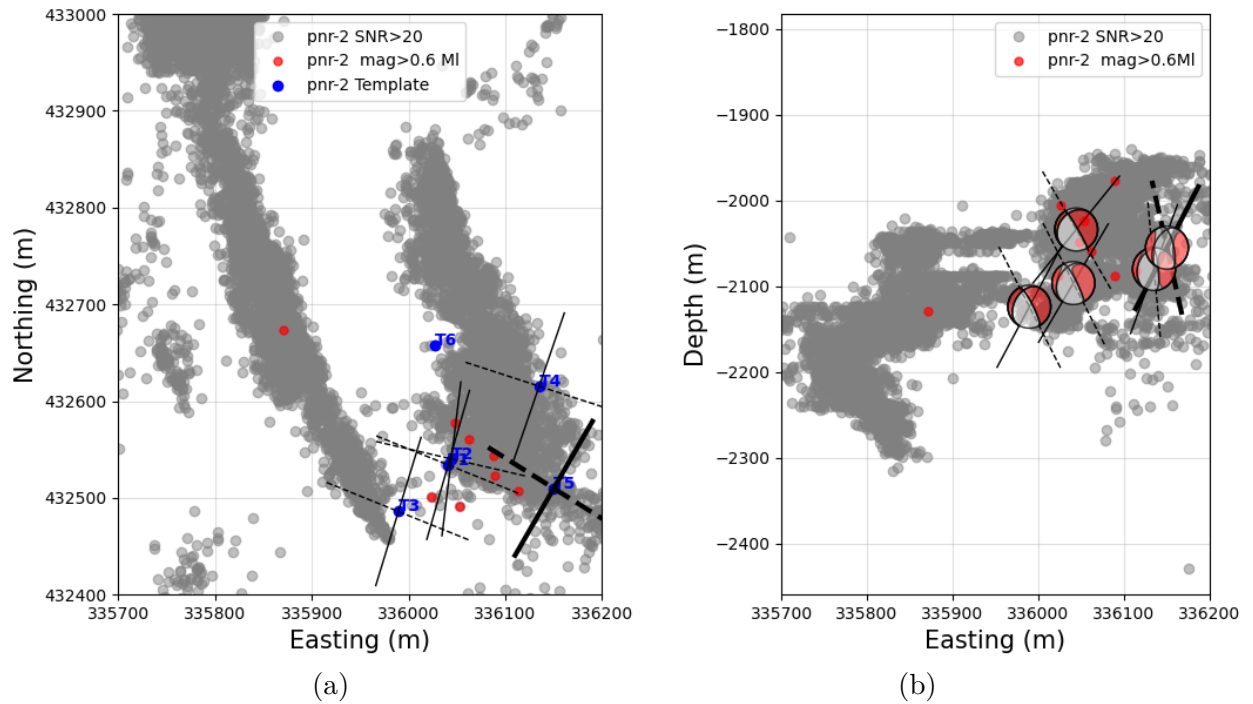 433000
432900
432800
432700
432600
432500
432400
Northing (m)
335700 335800 335900 336000 336100 336200
Easting (m)
pnr-2 SNR>20
pnr-2  mag>0.6 Ml
pnr-2 Template
T6
T4
T2
T1
T5
T3
(a)
−1800
−1900
−2000
−2100
−2200
−2300
−2400
Depth (m)
335700 335800 335900 336000 336100 336200
Easting (m)
pnr-2 SNR>20
pnr-2  mag>0.6Ml
(b)